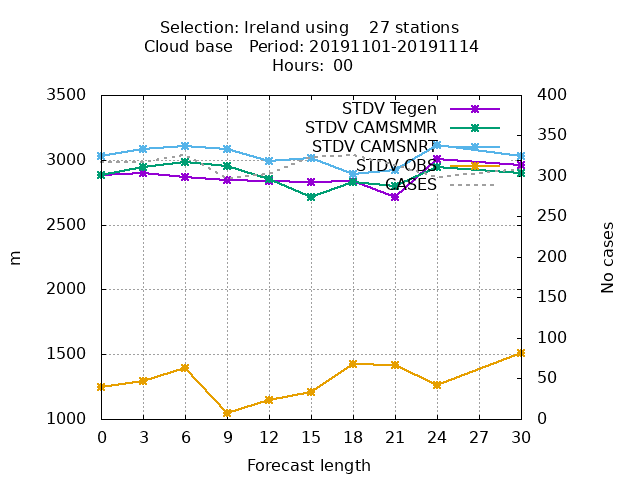 Selection: Ireland using    27 stations
Cloud base   Period: 20191101-20191114
Hours:  00
3500
3000
2500
2000
1500
1000
m
400
350
300
250
200
150
100
50
0
No cases
STDV Tegen
STDV CAMSMMR
STDV CAMSNRT
STDV OBS
CASES
0 3 6 9 12 15 18 21 24 27 30
Forecast length